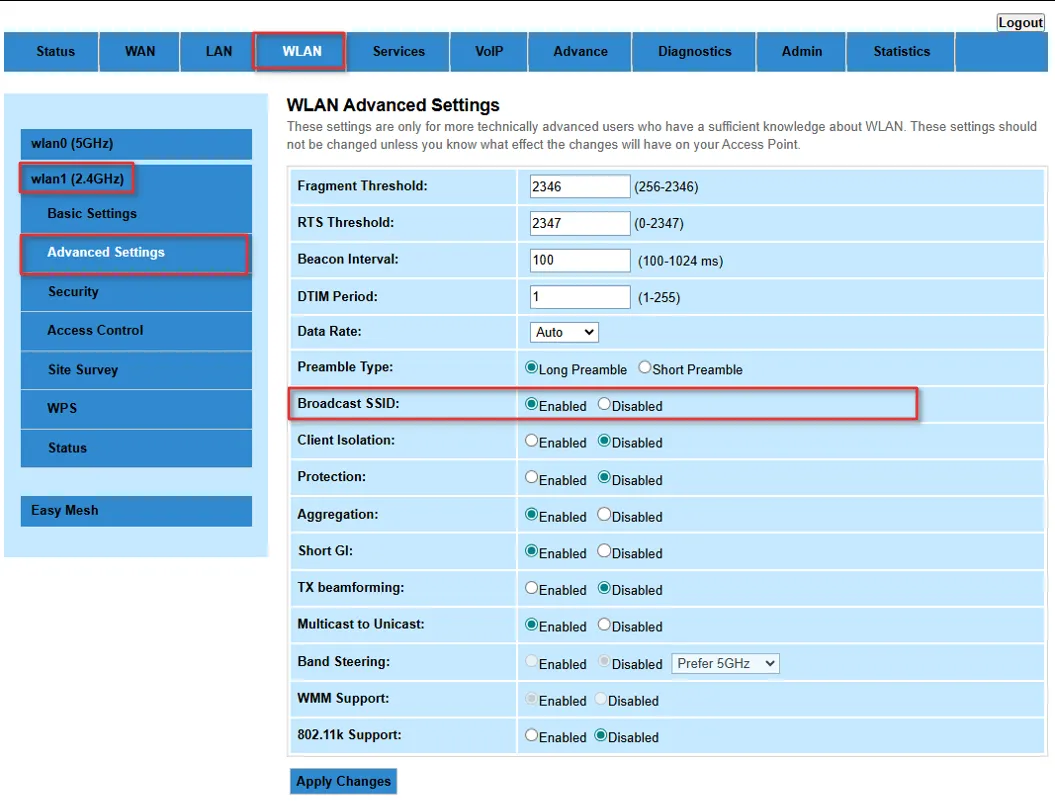 Logout
Status WAN LAN WLAN Services VoIP Advance Diagnostics Admin Statistics
wlan0 (5GHz)
wlan1 (2.4GHz)
Basic Settings
Advanced Settings
Security
Access Control
Site Survey
WPS
Status
Easy Mesh
WLAN Advanced Settings
These settings are only for more technically advanced users who have a sufficient knowledge about WLAN. These settings should
not be changed unless you know what effect the changes will have on your Access Point.
Fragment Threshold: 2346 (256-2346)
RTS Threshold: 2347 (0-2347)
Beacon Interval: 100 (100-1024 ms)
DTIM Period: 1 (1-255)
Data Rate: Auto
Preamble Type: Long Preamble Short Preamble
Broadcast SSID: Enabled Disabled
Client Isolation: Enabled Disabled
Protection: Enabled Disabled
Aggregation: Enabled Disabled
Short GI: Enabled Disabled
TX beamforming: Enabled Disabled
Multicast to Unicast: Enabled Disabled
Band Steering: Enabled Disabled Prefer 5GHz
WMM Support: Enabled Disabled
802.11k Support: Enabled Disabled
Apply Changes